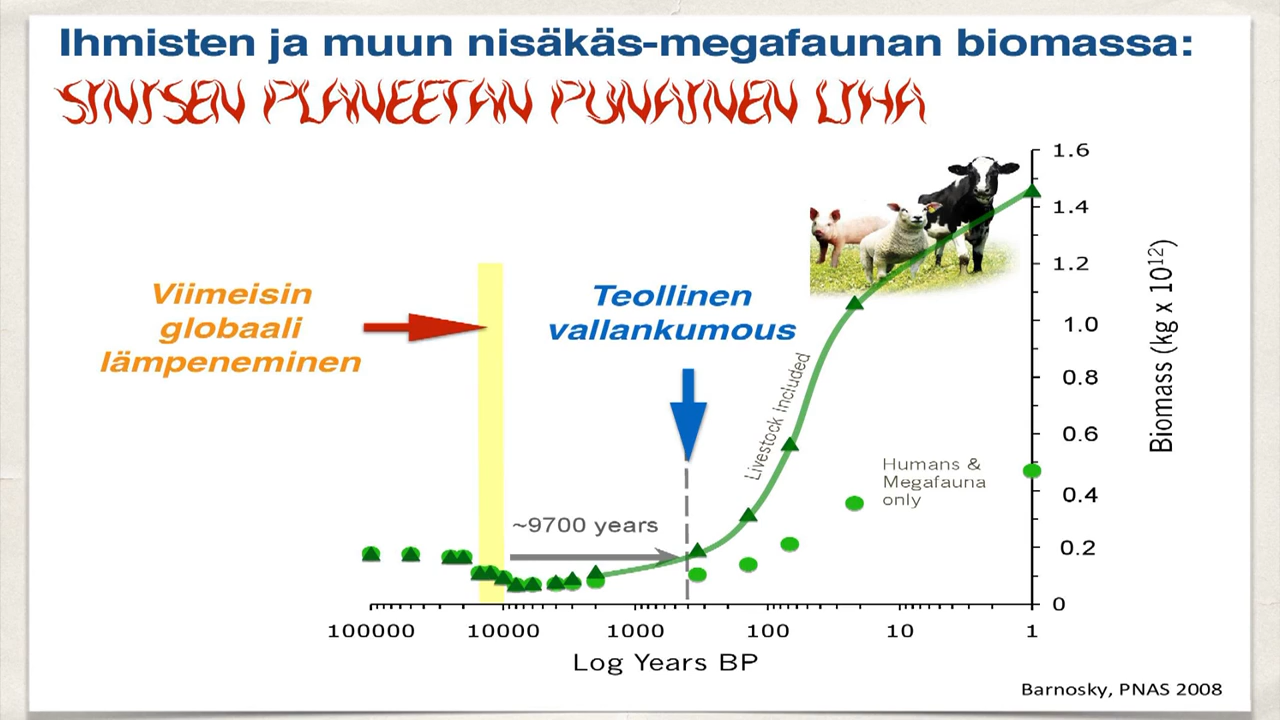 Ihmisten ja muun nisäkäs-megafaunan biomassa:
SINISEN PLANEETAN PUNAINEN LIHA
1.6
1.4
1.2
1.0
0.8
0.6
0.4
0.2
0
Biomass (kg x 10¹²)
Viimeisin
globaali
lämpeneminen
Teollinen
vallankumous
Livestock Included
Humans &
Megafauna
only
~9700 years
100000 10000 1000 100 10 1
Log Years BP
Barnosky, PNAS 2008